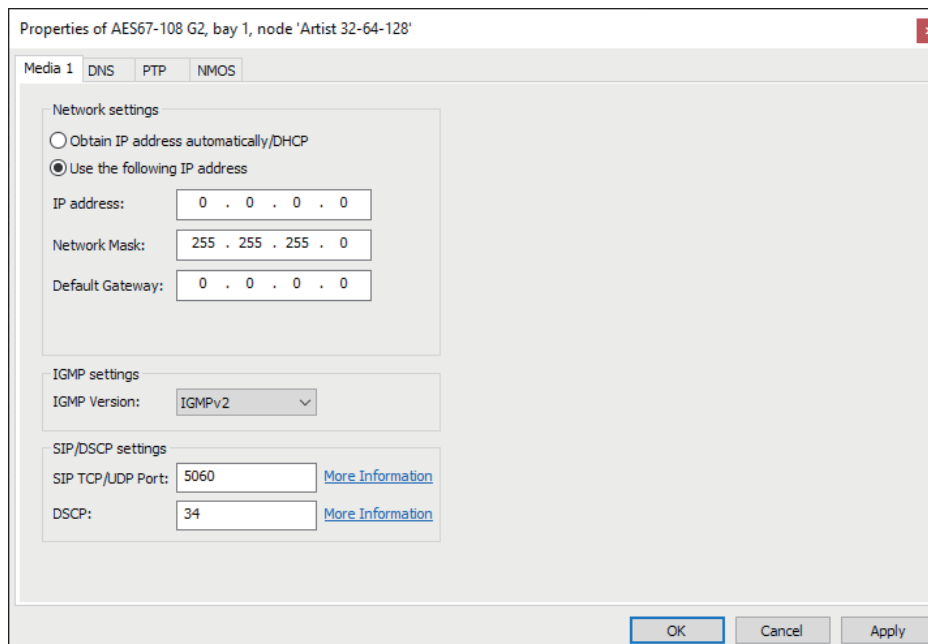 Properties of AES67-108 G2, bay 1, node 'Artist 32-64-128'
Media 1 DNS PTP NMOS
Network settings
Obtain IP address automatically/DHCP
Use the following IP address
IP address: 0 . 0 . 0 . 0
Network Mask: 255 . 255 . 255 . 0
Default Gateway: 0 . 0 . 0 . 0
IGMP settings
IGMP Version: IGMPv2
SIP/DSCP settings
SIP TCP/UDP Port: 5060 More Information
DSCP: 34 More Information
OK Cancel Apply